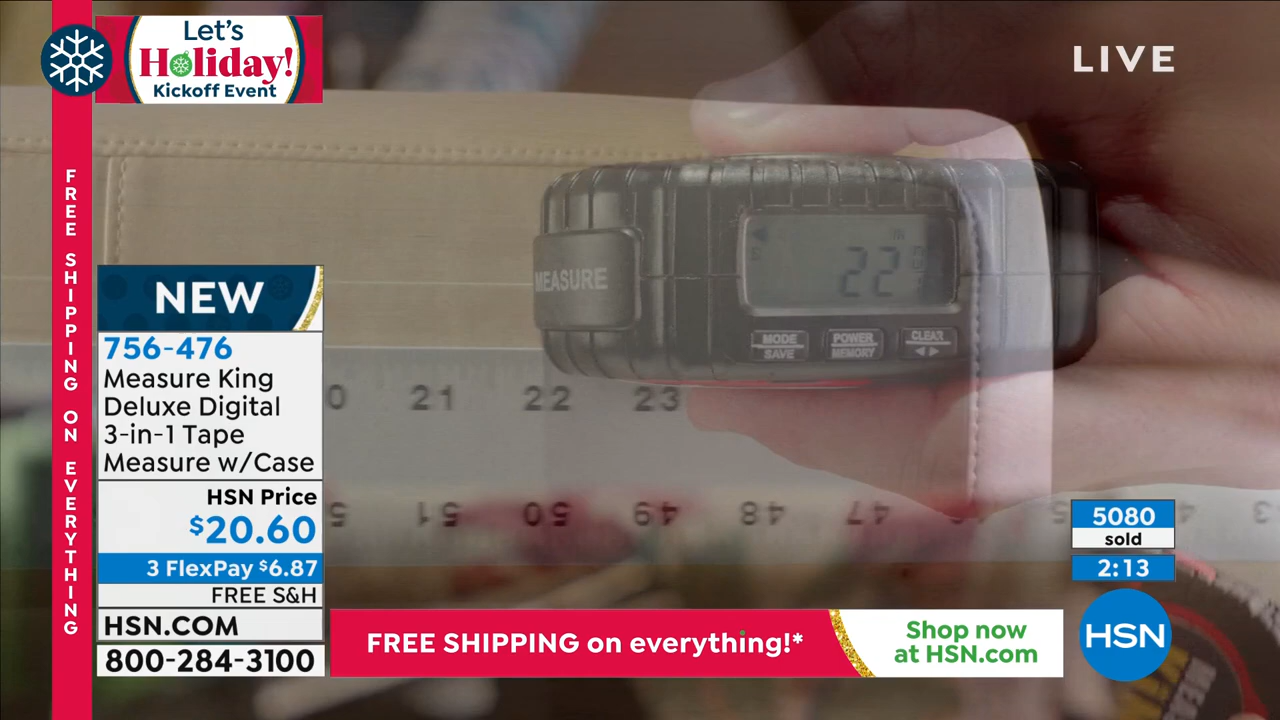 Let's
Holiday!
Kickoff Event
LIVE
FREE SHIPPING ON EVERYTHING
MEASURE
IN
22
MODE
SAVE
POWER
MEMORY
CLEAR
NEW
756-476
Measure King
Deluxe Digital
3-in-1 Tape
Measure w/Case
HSN Price
$20.60
3 FlexPay $6.87
FREE S&H
HSN.COM
800-284-3100
21 22 23
51 50 49 48 47
5080
sold
2:13
FREE SHIPPING on everything!*
Shop now
at HSN.com
HSN